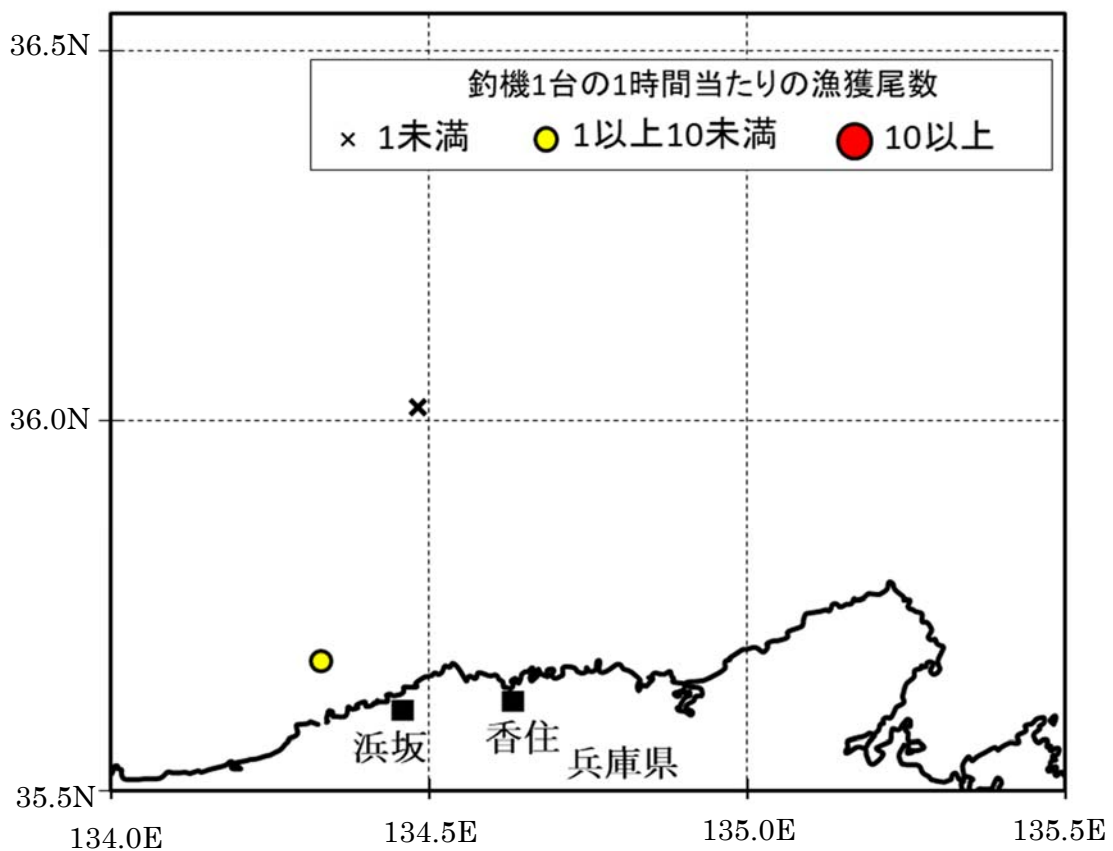 36.5N
釣機1台の1時間当たりの漁獲尾数
× 1未満 1以上10未満 10以上
36.0N
浜坂 香住
兵庫県
35.5N
134.0E 134.5E 135.0E 135.5E